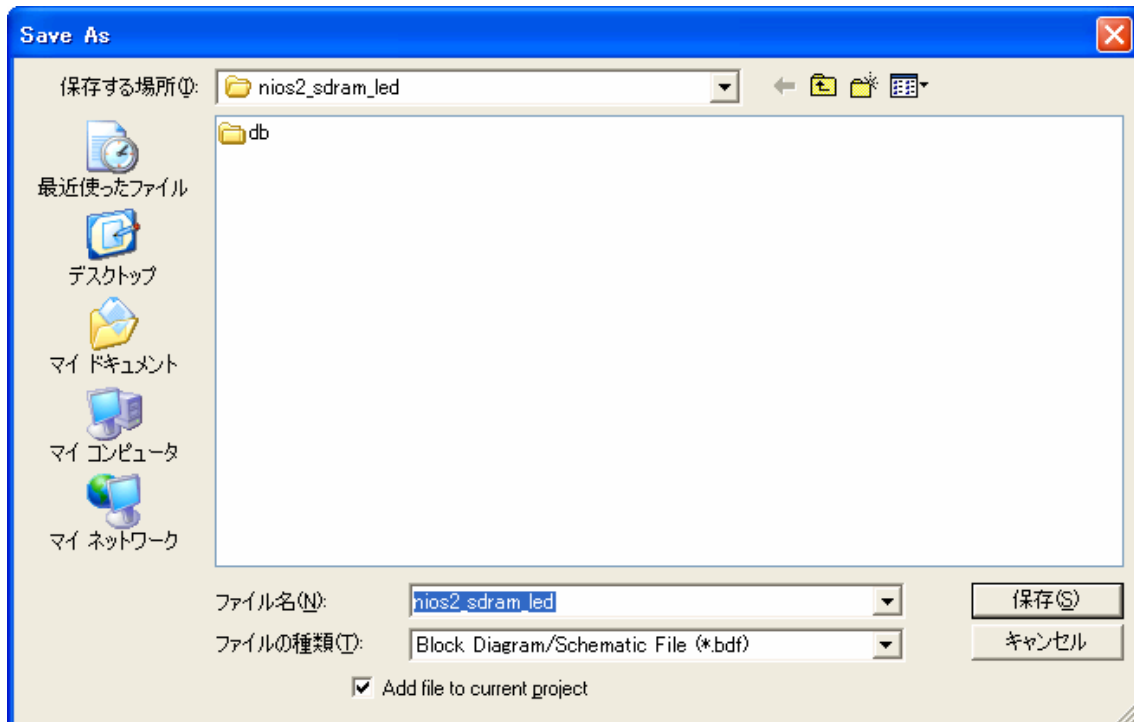 Save As
保存する場所(I):
nios2_sdram_led
db
最近使ったファイル
デスクトップ
マイ ドキュメント
マイ コンピュータ
マイ ネットワーク
ファイル名(N):
nios2_sdram_led
保存(S)
ファイルの種類(T):
Block Diagram/Schematic File (*.bdf)
キャンセル
Add file to current project